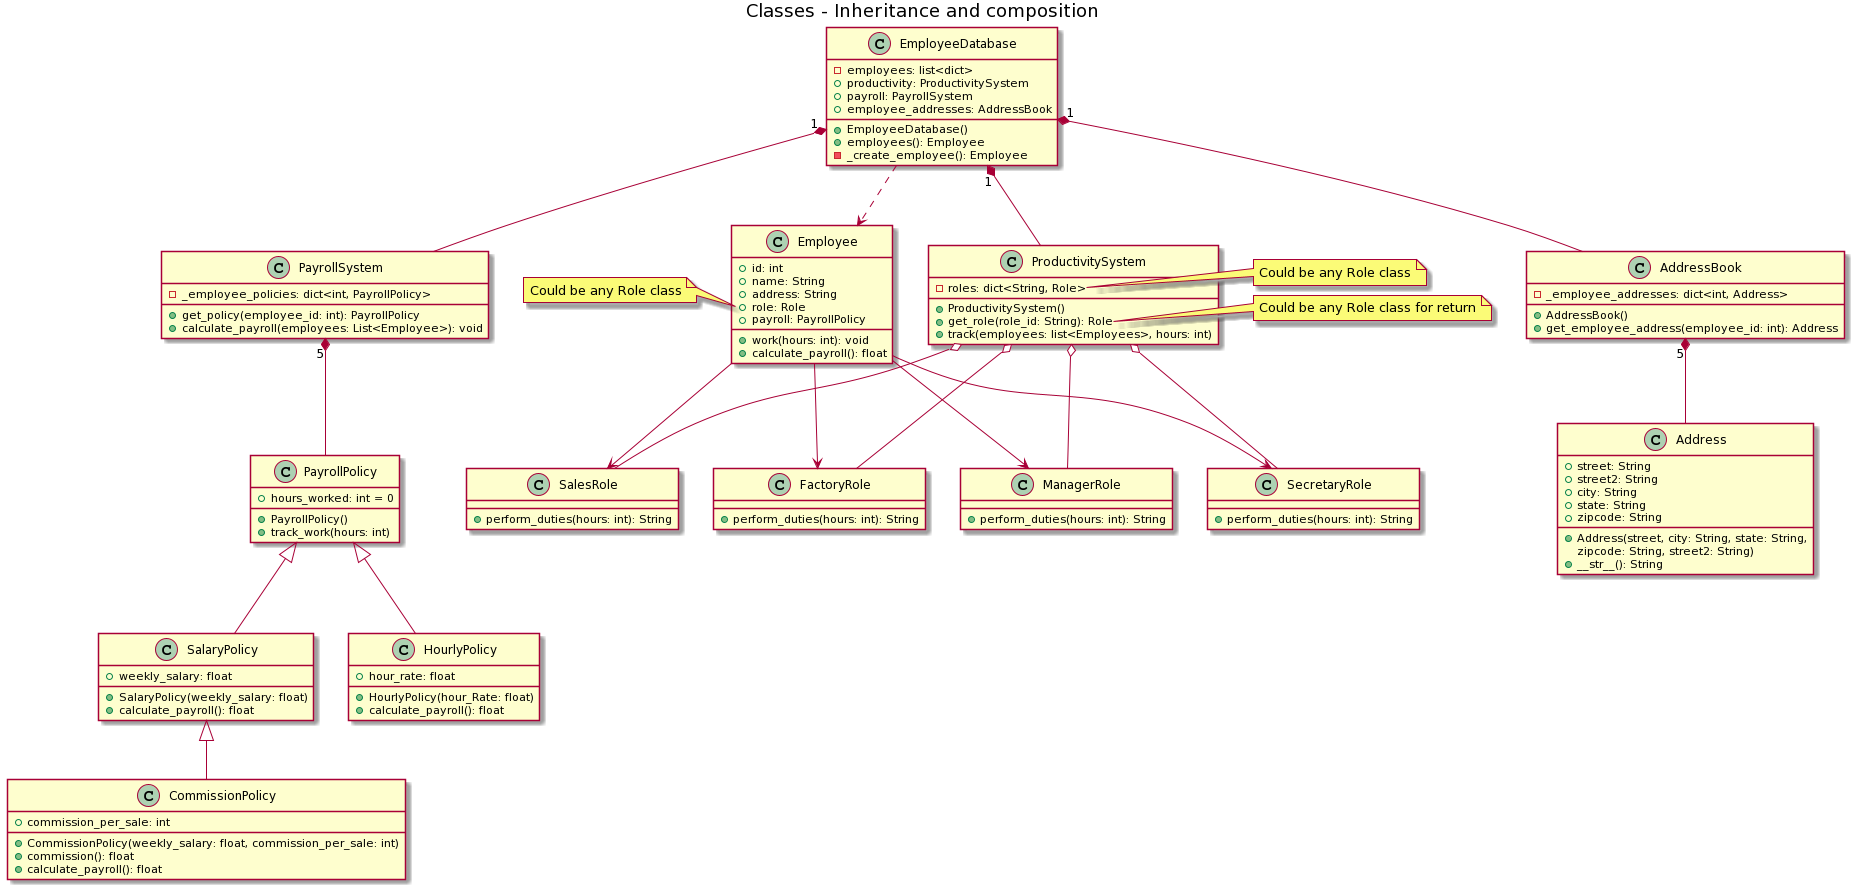 Classes - Inheritance and composition
C EmployeeDatabase
employees: list<dict>
productivity: ProductivitySystem
payroll: PayrollSystem
employee_addresses: AddressBook
EmployeeDatabase()
employees(): Employee
_create_employee(): Employee
1
1
1
C PayrollSystem
_employee_policies: dict<int, PayrollPolicy>
get_policy(employee_id: int): PayrollPolicy
calculate_payroll(employees: List<Employee>): void
5
Could be any Role class
C Employee
id: int
name: String
address: String
role: Role
payroll: PayrollPolicy
work(hours: int): void
calculate_payroll(): float
C ProductivitySystem
roles: dict<String, Role>
ProductivitySystem()
get_role(role_id: String): Role
track(employees: list<Employees>, hours: int)
Could be any Role class
Could be any Role class for return
C AddressBook
_employee_addresses: dict<int, Address>
AddressBook()
get_employee_address(employee_id: int): Address
5
C PayrollPolicy
hours_worked: int = 0
PayrollPolicy()
track_work(hours: int)
C SalesRole
perform_duties(hours: int): String
C FactoryRole
perform_duties(hours: int): String
C ManagerRole
perform_duties(hours: int): String
C SecretaryRole
perform_duties(hours: int): String
C Address
street: String
street2: String
city: String
state: String
zipcode: String
Address(street, city: String, state: String,
zipcode: String, street2: String)
__str__(): String
C SalaryPolicy
weekly_salary: float
SalaryPolicy(weekly_salary: float)
calculate_payroll(): float
C HourlyPolicy
hour_rate: float
HourlyPolicy(hour_Rate: float)
calculate_payroll(): float
C CommissionPolicy
commission_per_sale: int
CommissionPolicy(weekly_salary: float, commission_per_sale: int)
commission(): float
calculate_payroll(): float